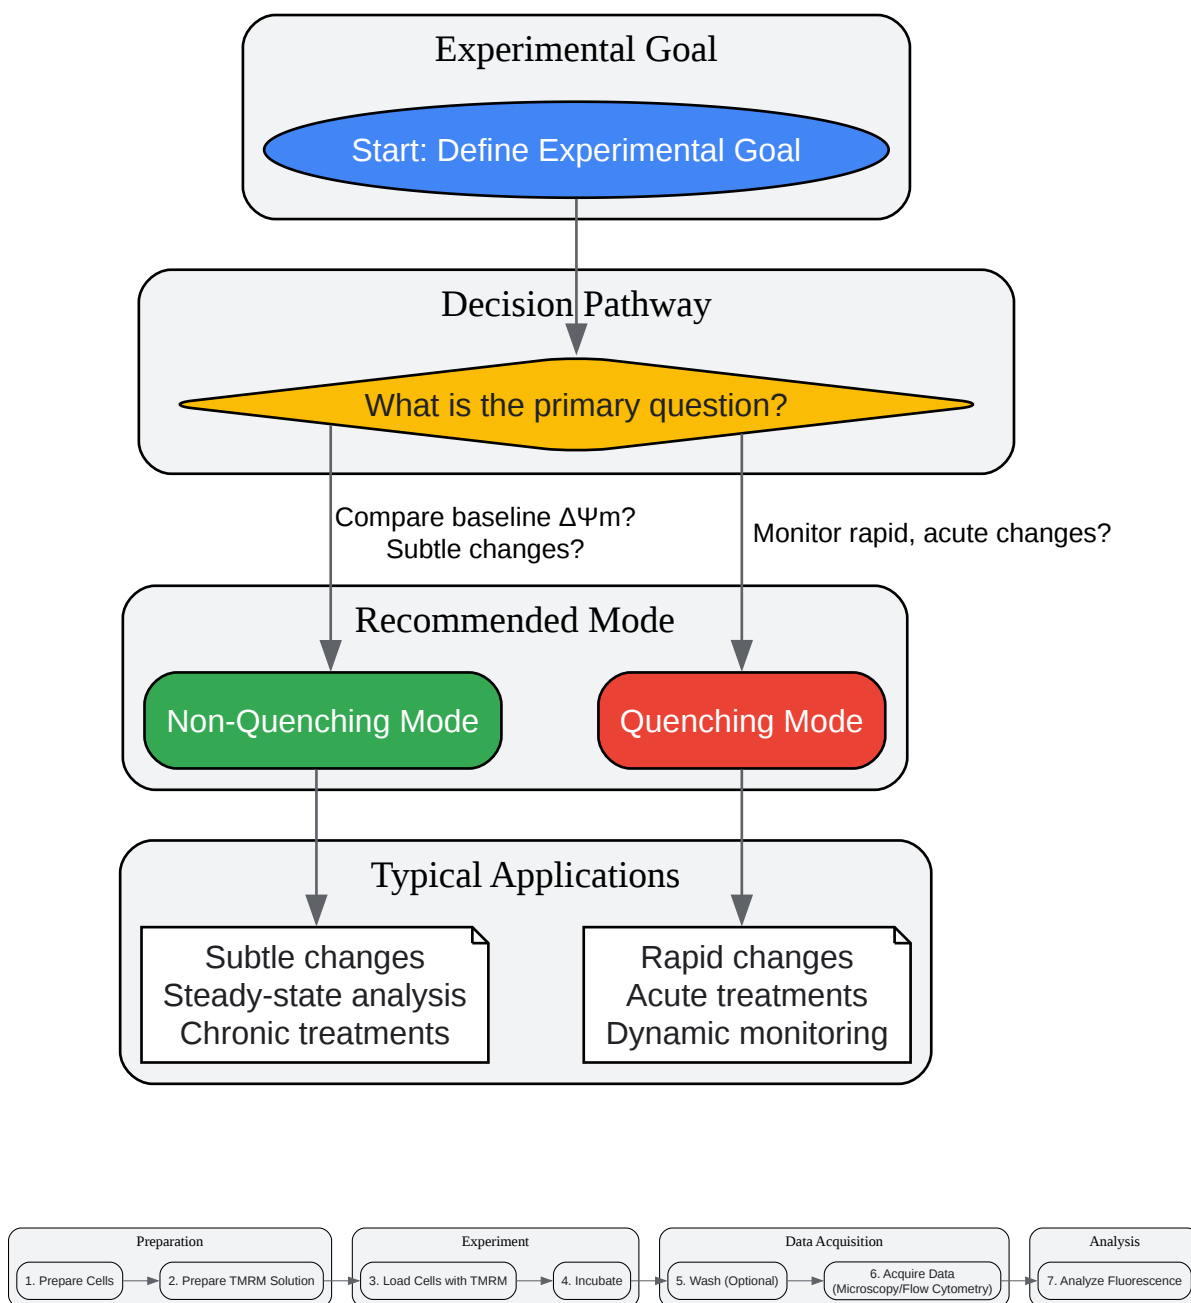 Experimental Goal
Start: Define Experimental Goal
Decision Pathway
What is the primary question?
Compare baseline ΔΨm?
Subtle changes?
Monitor rapid, acute changes?
Recommended Mode
Non-Quenching Mode
Quenching Mode
Typical Applications
Subtle changes
Steady-state analysis
Chronic treatments
Rapid changes
Acute treatments
Dynamic monitoring
Preparation
1. Prepare Cells
2. Prepare TMRM Solution
Experiment
3. Load Cells with TMRM
4. Incubate
Data Acquisition
5. Wash (Optional)
6. Acquire Data
(Microscopy/Flow Cytometry)
Analysis
7. Analyze Fluorescence